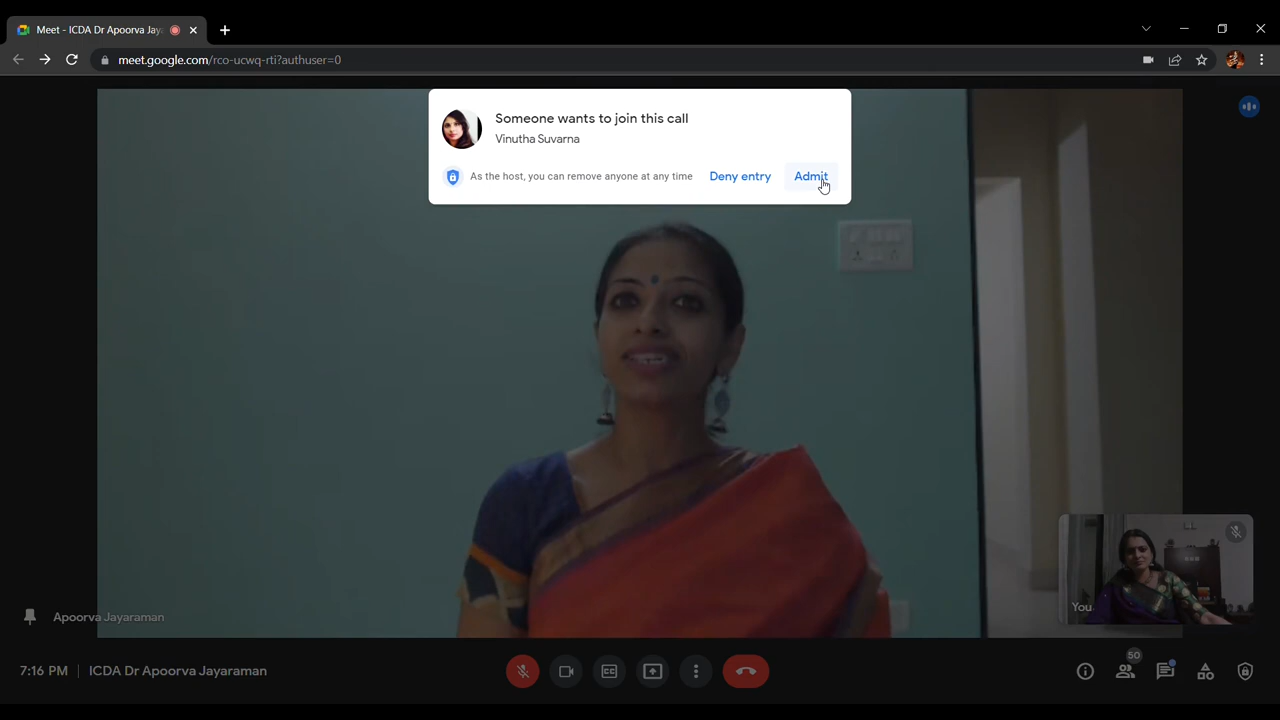 Meet - ICDA Dr Apoorva Jay
meet.google.com/rco-ucwq-rti?authuser=0
Someone wants to join this call
Vinutha Suvarna
As the host, you can remove anyone at any time
Deny entry
Admit
You
Apoorva Jayaraman
50
7:16 PM | ICDA Dr Apoorva Jayaraman
CC